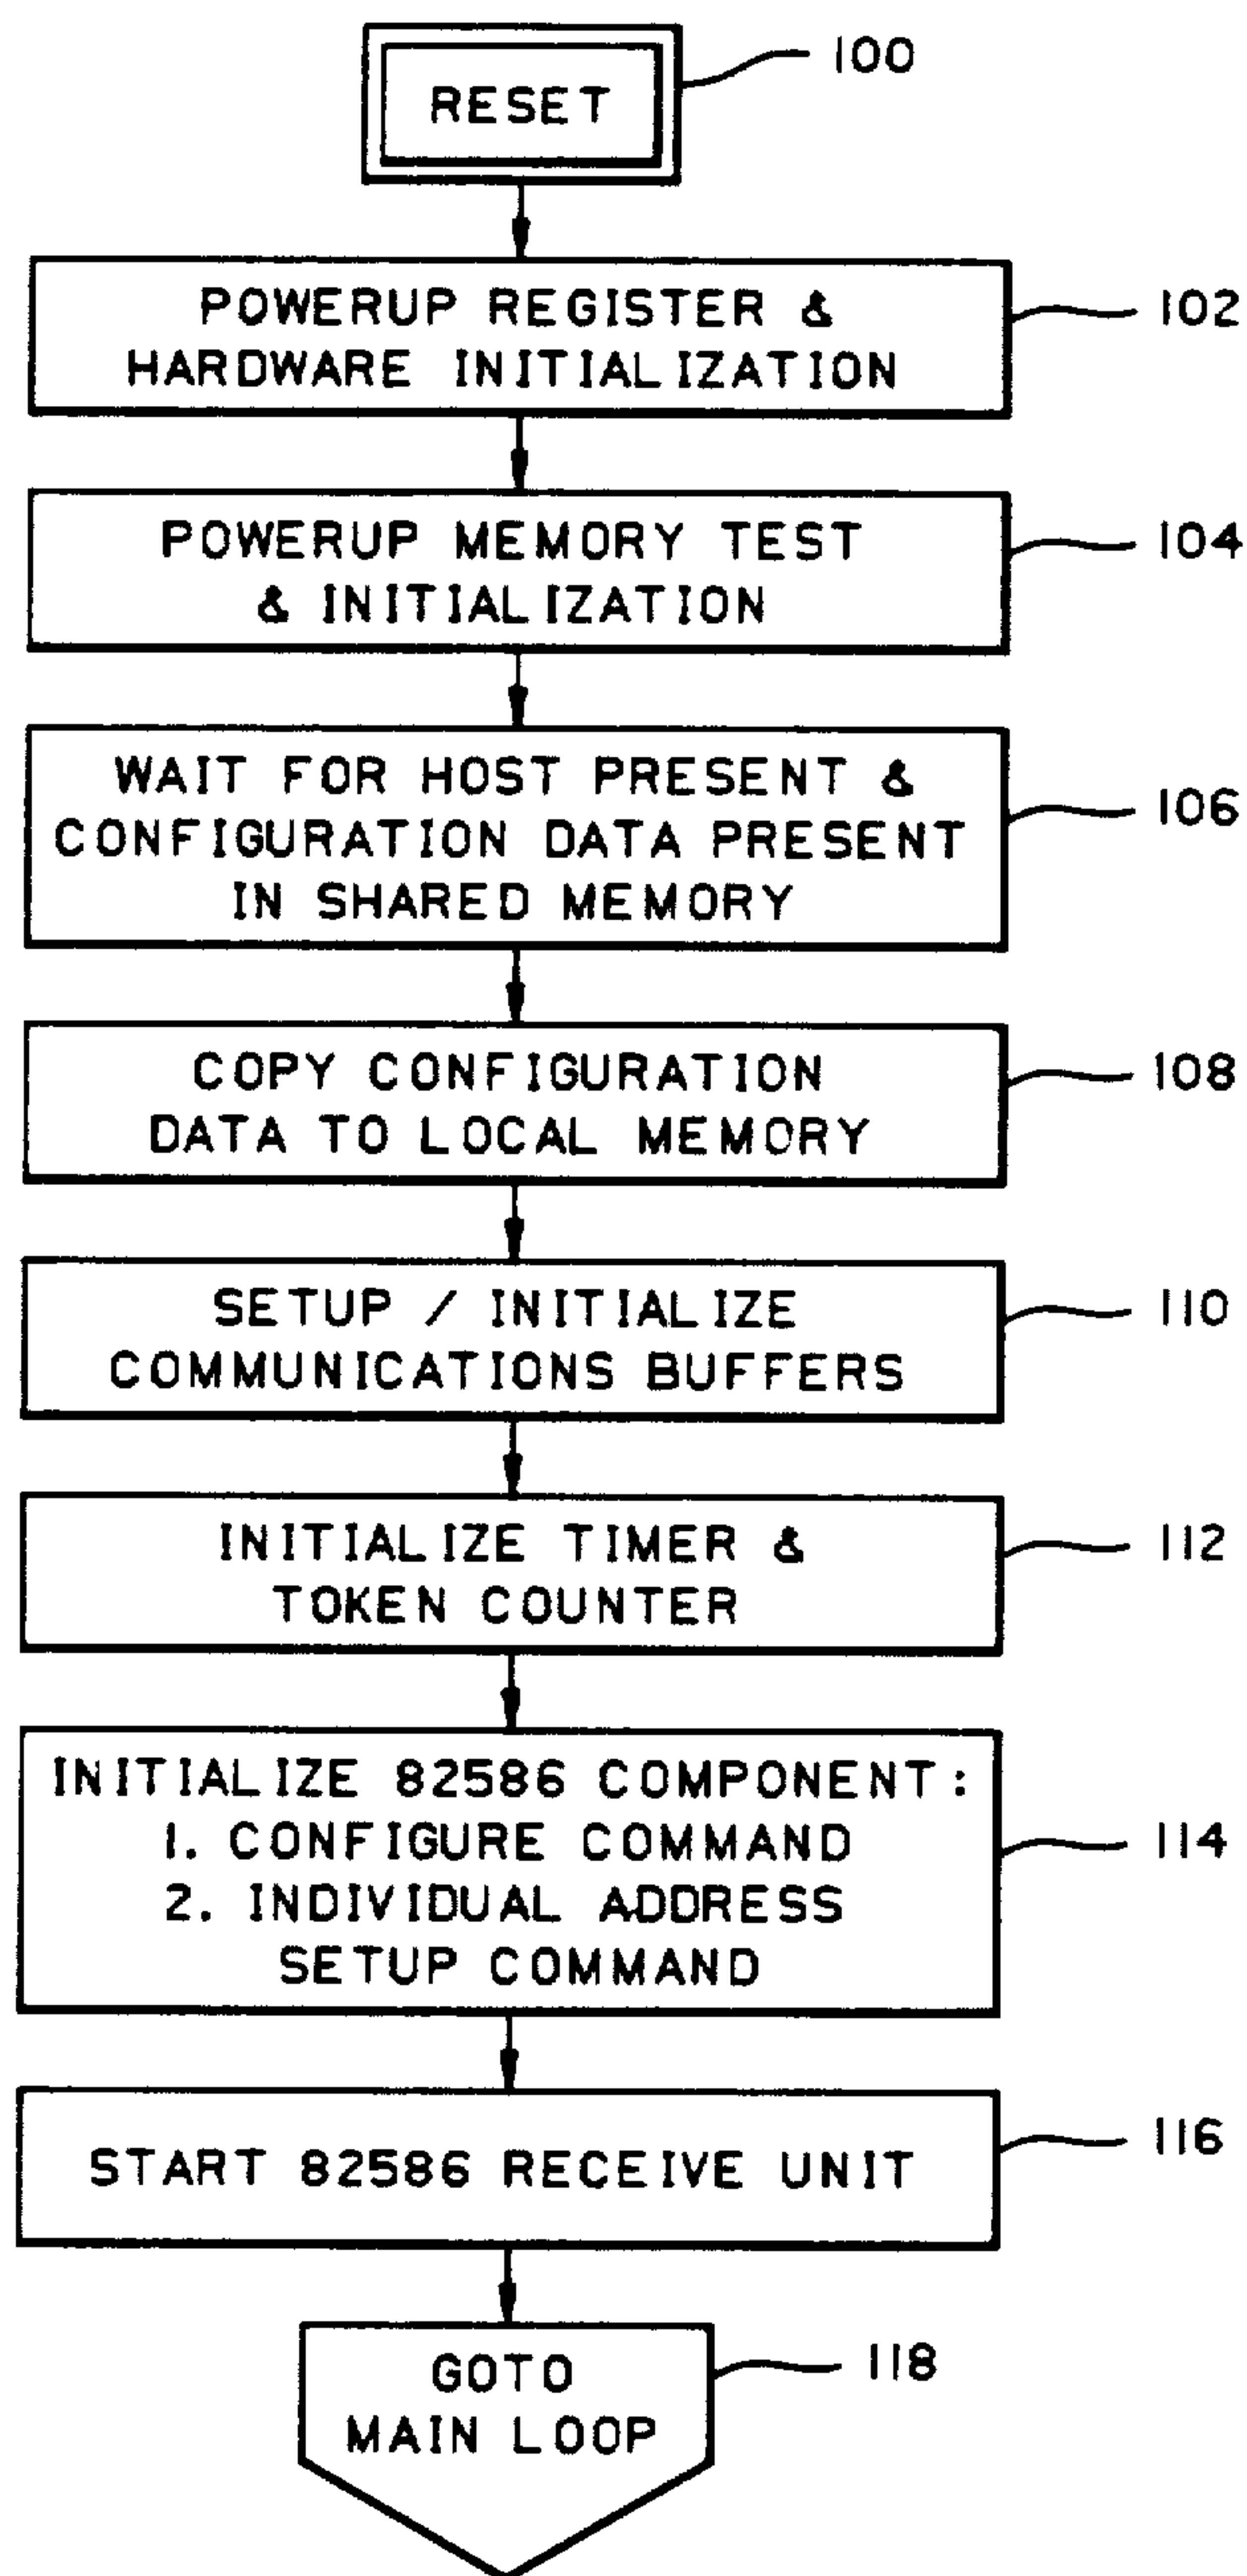 RESET
100
POWERUP REGISTER &
HARDWARE INITIALIZATION
102
POWERUP MEMORY TEST
& INITIALIZATION
104
WAIT FOR HOST PRESENT &
CONFIGURATION DATA PRESENT
IN SHARED MEMORY
106
COPY CONFIGURATION
DATA TO LOCAL MEMORY
108
SETUP / INITIALIZE
COMMUNICATIONS BUFFERS
110
INITIALIZE TIMER &
TOKEN COUNTER
112
INITIALIZE 82586 COMPONENT:
1. CONFIGURE COMMAND
2. INDIVIDUAL ADDRESS
SETUP COMMAND
114
START 82586 RECEIVE UNIT
116
GOTO
MAIN LOOP
118